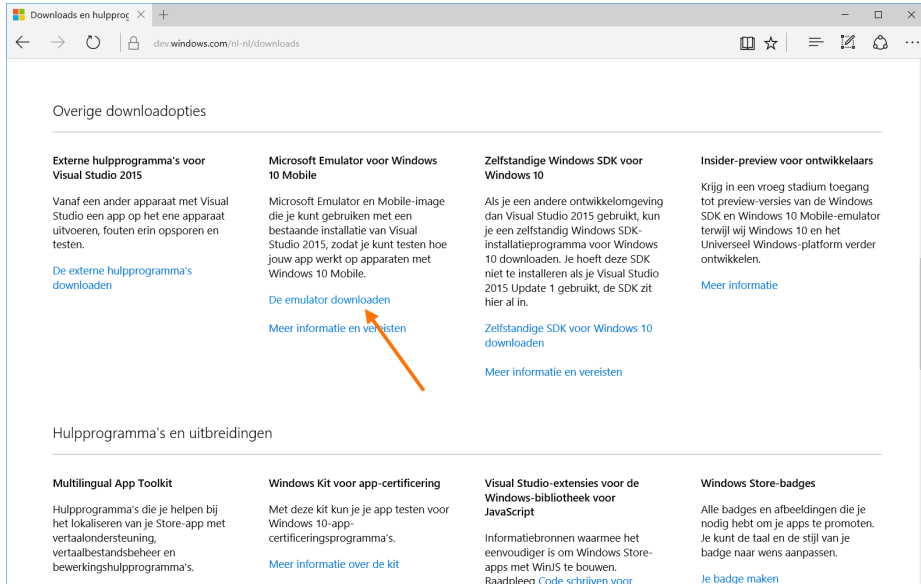 Downloads en hulpprog
dev.windows.com/nl-nl/downloads
Overige downloadopties
Externe hulpprogramma's voor
Visual Studio 2015
Vanaf een ander apparaat met Visual
Studio een app op het ene apparaat
uitvoeren, fouten erin opsporen en
testen.
De externe hulpprogramma's
downloaden
Microsoft Emulator voor Windows
10 Mobile
Microsoft Emulator en Mobile-image
die je kunt gebruiken met een
bestaande installatie van Visual
Studio 2015, zodat je kunt testen hoe
jouw app werkt op apparaten met
Windows 10 Mobile.
De emulator downloaden
Meer informatie en vereisten
Zelfstandige Windows SDK voor
Windows 10
Als je een andere ontwikkelomgeving
dan Visual Studio 2015 gebruikt, kun
je een zelfstandig Windows SDK-
installatieprogramma voor Windows
10 downloaden. Je hoeft deze SDK
niet te installeren als je Visual Studio
2015 Update 1 gebruikt, de SDK zit
hier al in.
Zelfstandige SDK voor Windows 10
downloaden
Meer informatie en vereisten
Insider-preview voor ontwikkelaars
Krijg in een vroeg stadium toegang
tot preview-versies van de Windows
SDK en Windows 10 Mobile-emulator
terwijl wij Windows 10 en het
Universeel Windows-platform verder
ontwikkelen.
Meer informatie
Hulpprogramma's en uitbreidingen
Multilingual App Toolkit
Hulpprogramma's die je helpen bij
het lokaliseren van je Store-app met
vertaalondersteuning,
vertaalbestandsbeheer en
bewerkingshulpprogramma's.
Windows Kit voor app-certificering
Met deze kit kun je je app testen voor
Windows 10-app-
certificeringsprogramma's.
Meer informatie over de kit
Visual Studio-extensies voor de
Windows-bibliotheek voor
JavaScript
Informatiebronnen waarmee het
eenvoudiger is om Windows Store-
apps met WinJS te bouwen.
Raadpleeg Code schrijven voor
Windows Store-badges
Alle badges en afbeeldingen die je
nodig hebt om je apps te promoten.
Je kunt de taal en de stijl van je
badge naar wens aanpassen.
Je badge maken